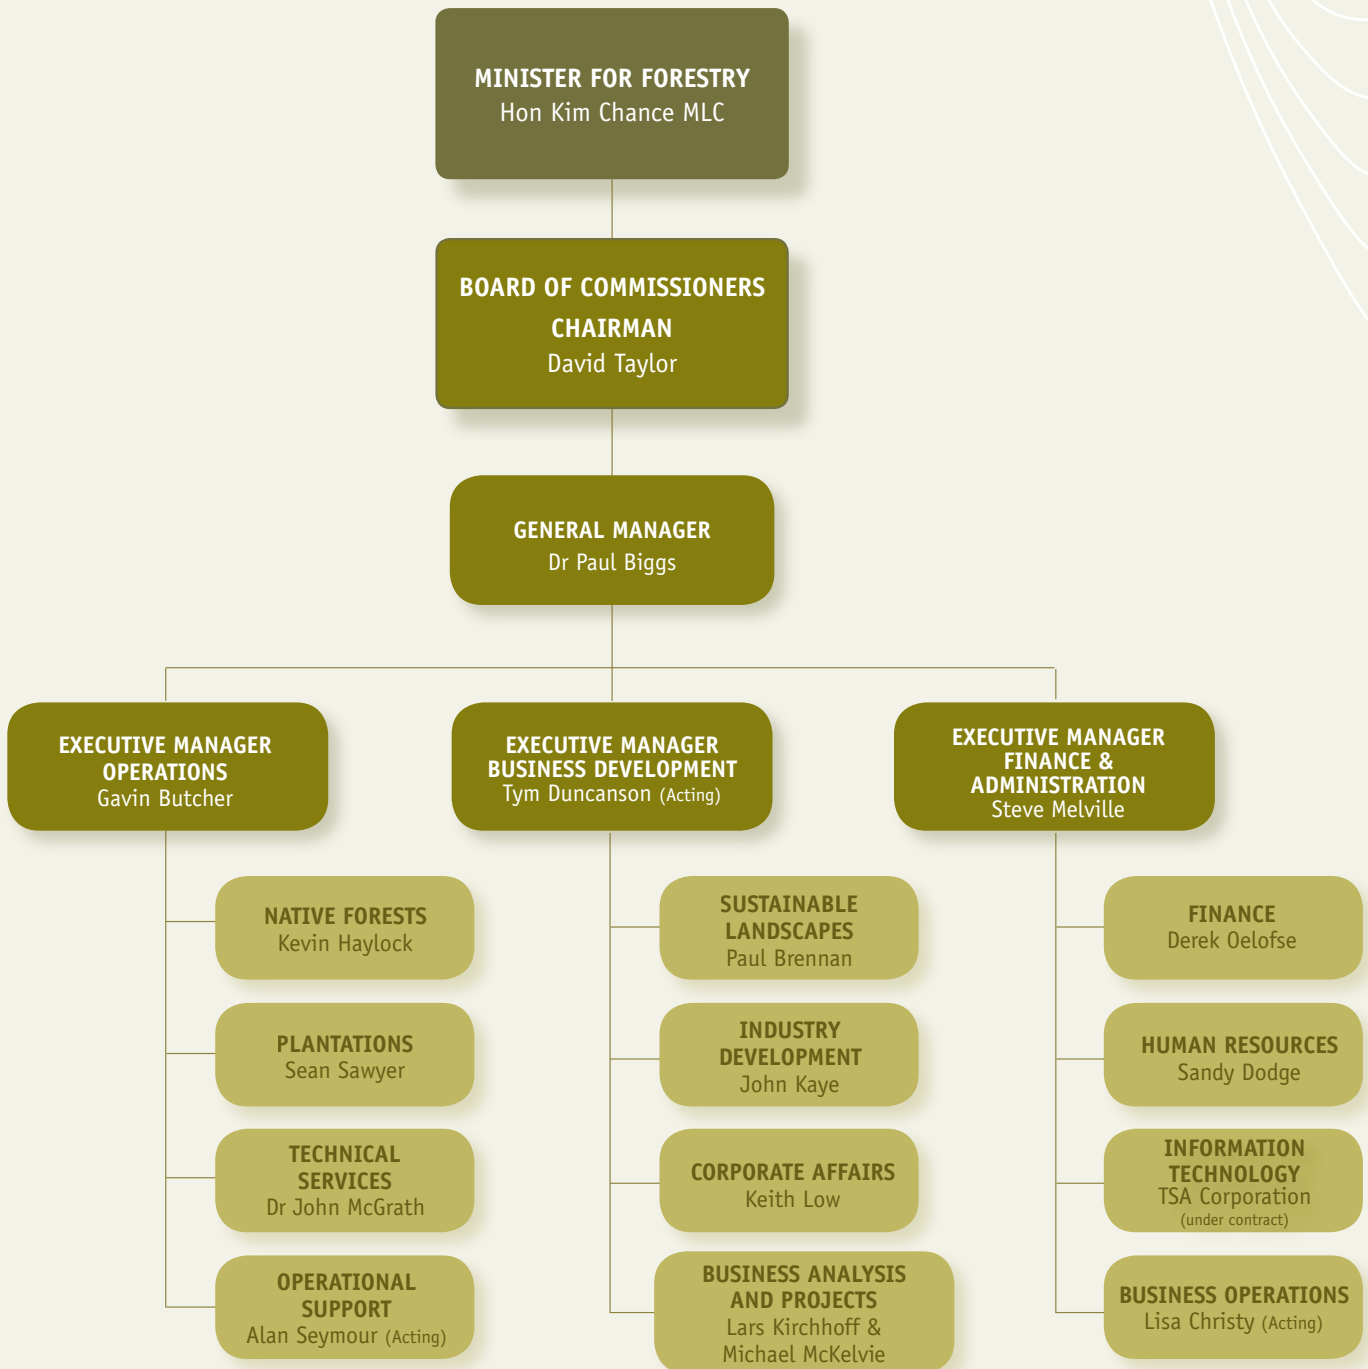 MINISTER FOR FORESTRY
Hon Kim Chance MLC
BOARD OF COMMISSIONERS
CHAIRMAN
David Taylor
GENERAL MANAGER
Dr Paul Biggs
EXECUTIVE MANAGER
OPERATIONS
Gavin Butcher
NATIVE FORESTS
Kevin Haylock
PLANTATIONS
Sean Sawyer
TECHNICAL
SERVICES
Dr John McGrath
OPERATIONAL
SUPPORT
Alan Seymour (Acting)
EXECUTIVE MANAGER
BUSINESS DEVELOPMENT
Tym Duncanson (Acting)
SUSTAINABLE
LANDSCAPES
Paul Brennan
INDUSTRY
DEVELOPMENT
John Kaye
CORPORATE AFFAIRS
Keith Low
BUSINESS ANALYSIS
AND PROJECTS
Lars Kirchhoff &
Michael McKelvie
EXECUTIVE MANAGER
FINANCE &
ADMINISTRATION
Steve Melville
FINANCE
Derek Oelofse
HUMAN RESOURCES
Sandy Dodge
INFORMATION
TECHNOLOGY
TSA Corporation
(under contract)
BUSINESS OPERATIONS
Lisa Christy (Acting)